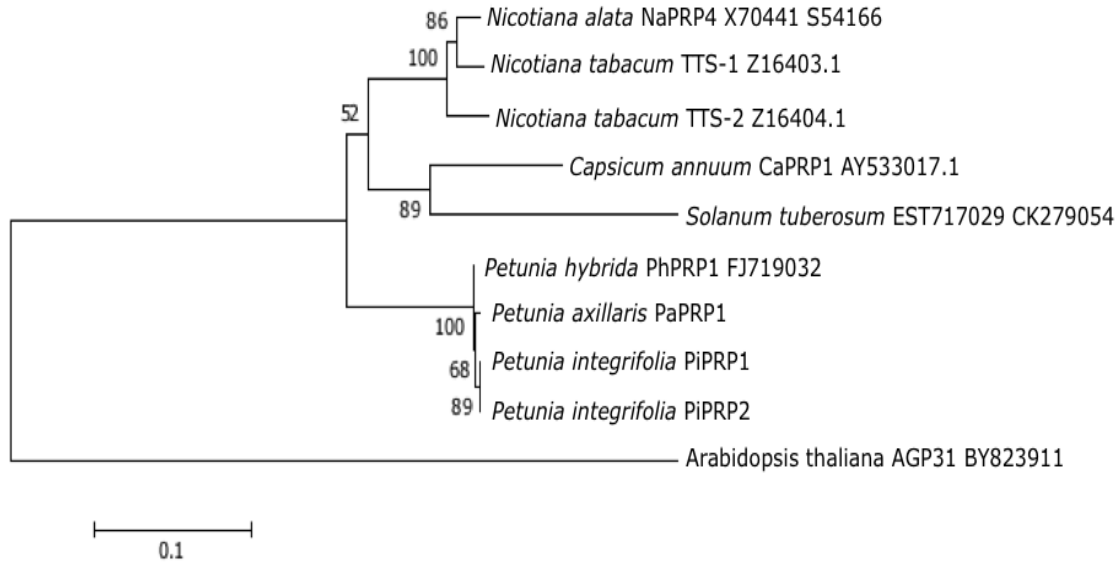 86
Nicotiana alata NaPRP4 X70441 S54166
100
Nicotiana tabacum TTS-1 Z16403.1
52
Nicotiana tabacum TTS-2 Z16404.1
Capsicum annuum CaPRP1 AY533017.1
89
Solanum tuberosum EST717029 CK279054
Petunia hybrida PhPRP1 FJ719032
Petunia axillaris PaPRP1
100
Petunia integrifolia PiPRP1
68
89
Petunia integrifolia PiPRP2
Arabidopsis thaliana AGP31 BY823911
0.1